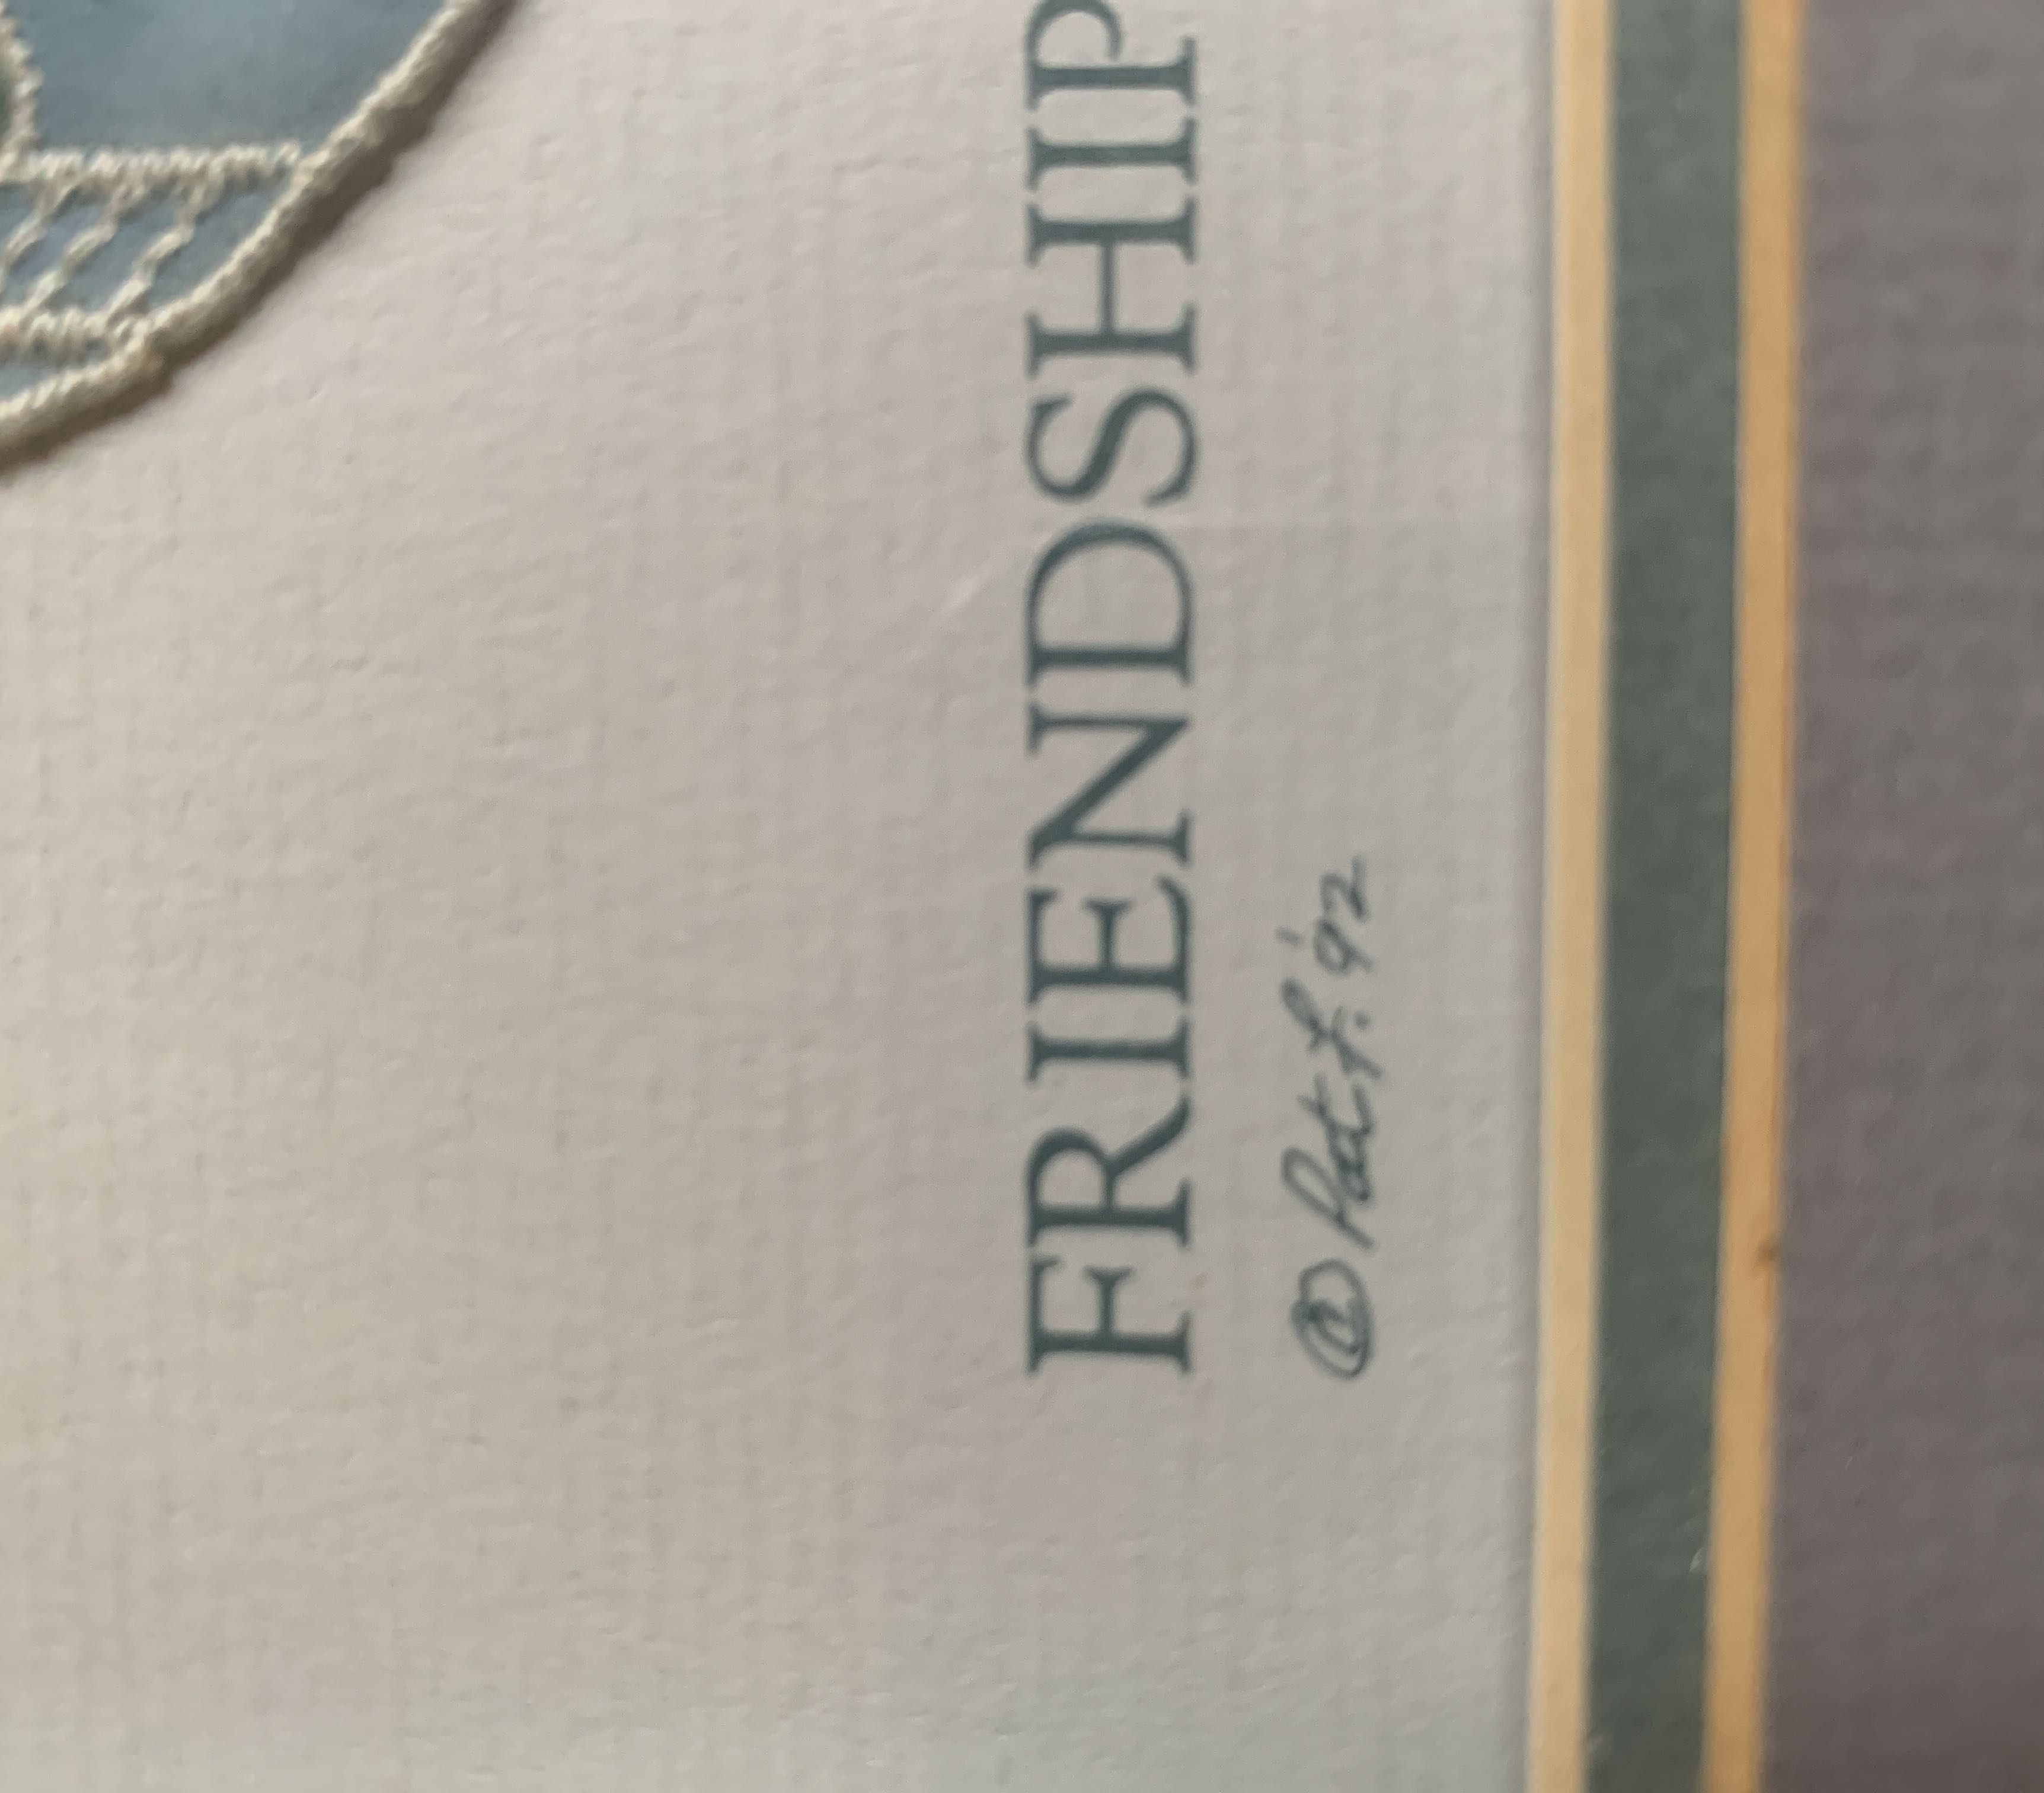 FRIENDSHIP
© Pat F. '92